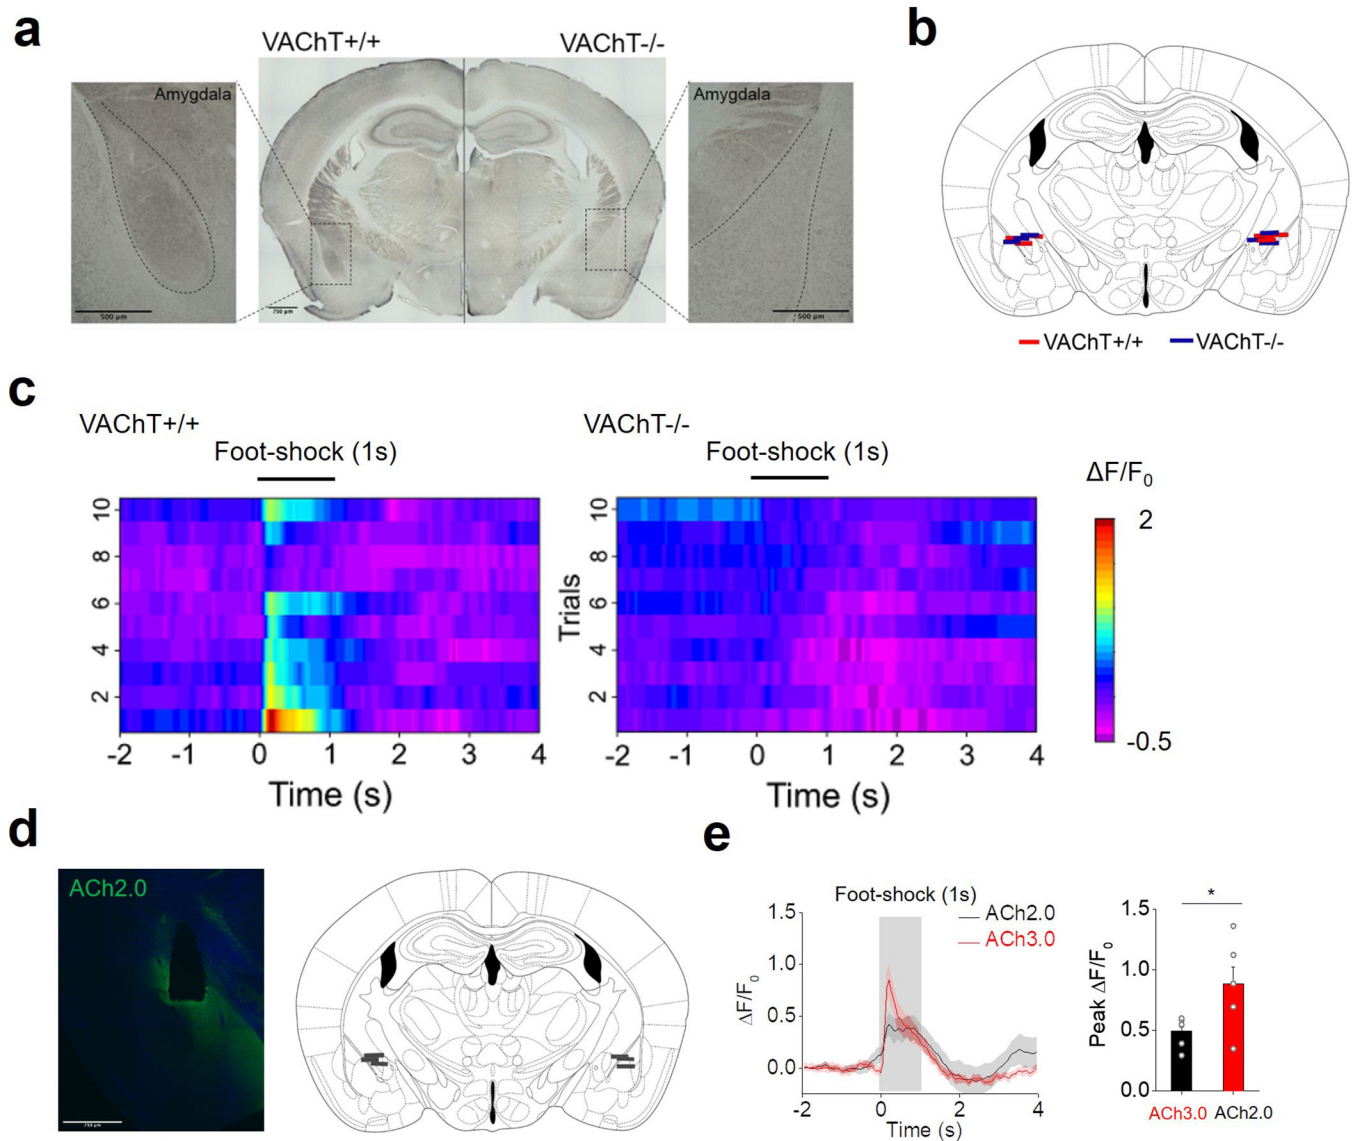 a
VAChT+/+
VAChT-/-
Amygdala
Amygdala
500 µm
750 µm
500 µm
b
VAChT+/+ VAChT-/-
c
VAChT+/+
Foot-shock (1s)
10
8
6
4
2
-2 -1 0 1 2 3 4
Time (s)
VAChT-/-
Foot-shock (1s)
Trials
10
8
6
4
2
-2 -1 0 1 2 3 4
Time (s)
ΔF/F0
2
-0.5
d
ACh2.0
750 µm
e
Foot-shock (1s)
ACh2.0
ACh3.0
ΔF/F0
1.5
1.0
0.5
0.0
-2 0 2 4
Time (s)
*
Peak ΔF/F0
1.5
1.0
0.5
0.0
ACh3.0 ACh2.0